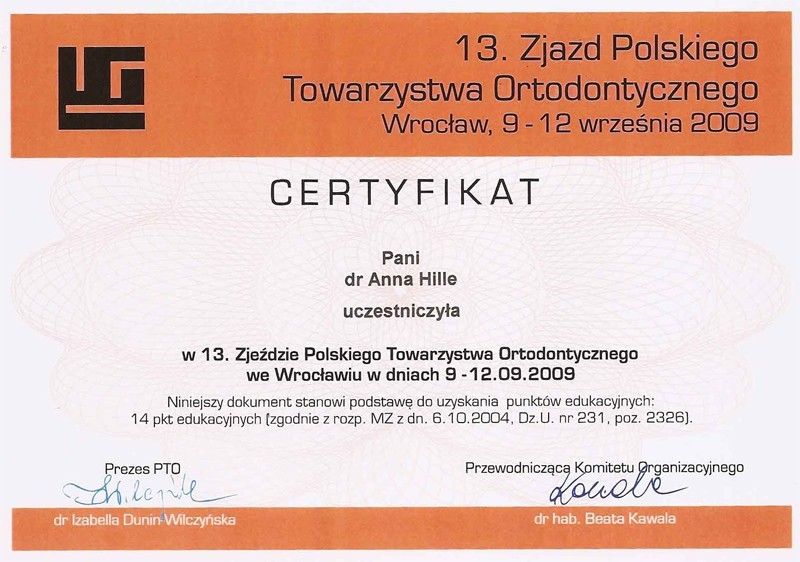 13. Zjazd Polskiego
Towarzystwa Ortodontycznego
Wrocław, 9 - 12 września 2009
CERTYFIKAT
Pani
dr Anna Hille
uczestniczyła
w 13. Zjeździe Polskiego Towarzystwa Ortodontycznego
we Wrocławiu w dniach 9 -12.09.2009
Niniejszy dokument stanowi podstawę do uzyskania punktów edukacyjnych:
14 pkt edukacyjnych (zgodnie z rozp. MZ z dn. 6.10.2004, Dz.U. nr 231, poz. 2326).
Prezes PTO
Przewodnicząca Komitetu Organizacyjnego
dr Izabella Dunin-Wilczyńska
dr hab. Beata Kawala